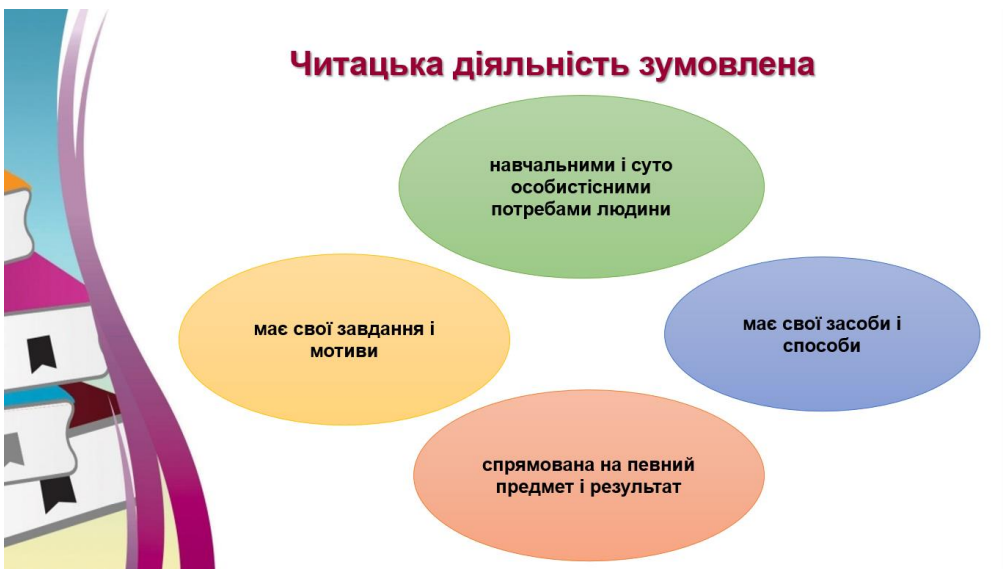 Читацька діяльність зумовлена
навчальними і суто
особистісними
потребами людини
має свої завдання і
мотиви
має свої засоби і
способи
спрямована на певний
предмет і результат